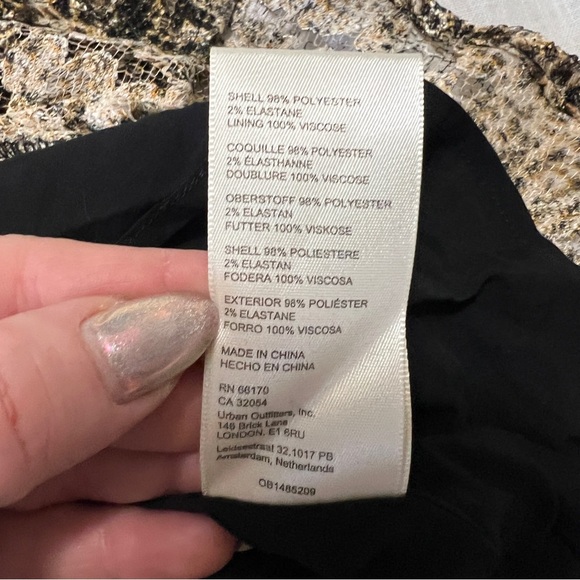 SHELL 98% POLYESTER
2% ELASTANE
LINING 100% VISCOSE
COQUILLE 98% POLYESTER
2% ÉLASTHANNE
DOUBLURE 100% VISCOSE
OBERSTOFF 98% POLYESTER
2% ELASTAN
FUTTER 100% VISKOSE
SHELL 98% POLIESTERE
2% ELASTAN
FODERA 100% VISCOSA
EXTERIOR 98% POLIÉSTER
2% ELASTANE
FORRO 100% VISCOSA
MADE IN CHINA
HECHO EN CHINA
RN 66170
CA 32054
Urban Outfitters, Inc.
146 Brick Lane
LONDON, E1 6RU
Leidsestraat 32,1017 PB
Amsterdam, Netherlands
OB1485209